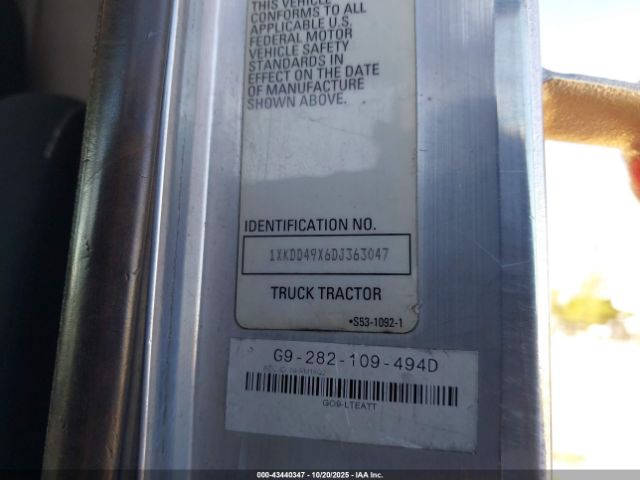 THIS VEHICLE
CONFORMS TO ALL
APPLICABLE U.S.
FEDERAL MOTOR
VEHICLE SAFETY
STANDARDS IN
EFFECT ON THE DATE
OF MANUFACTURE
SHOWN ABOVE.
IDENTIFICATION NO.
1XKDD49X6DJ363047
TRUCK TRACTOR
•S53-1092-1
G9-282-109-494D
GO9-LTEATT
000-43440347 | 10/20/2025 | IAA Inc.